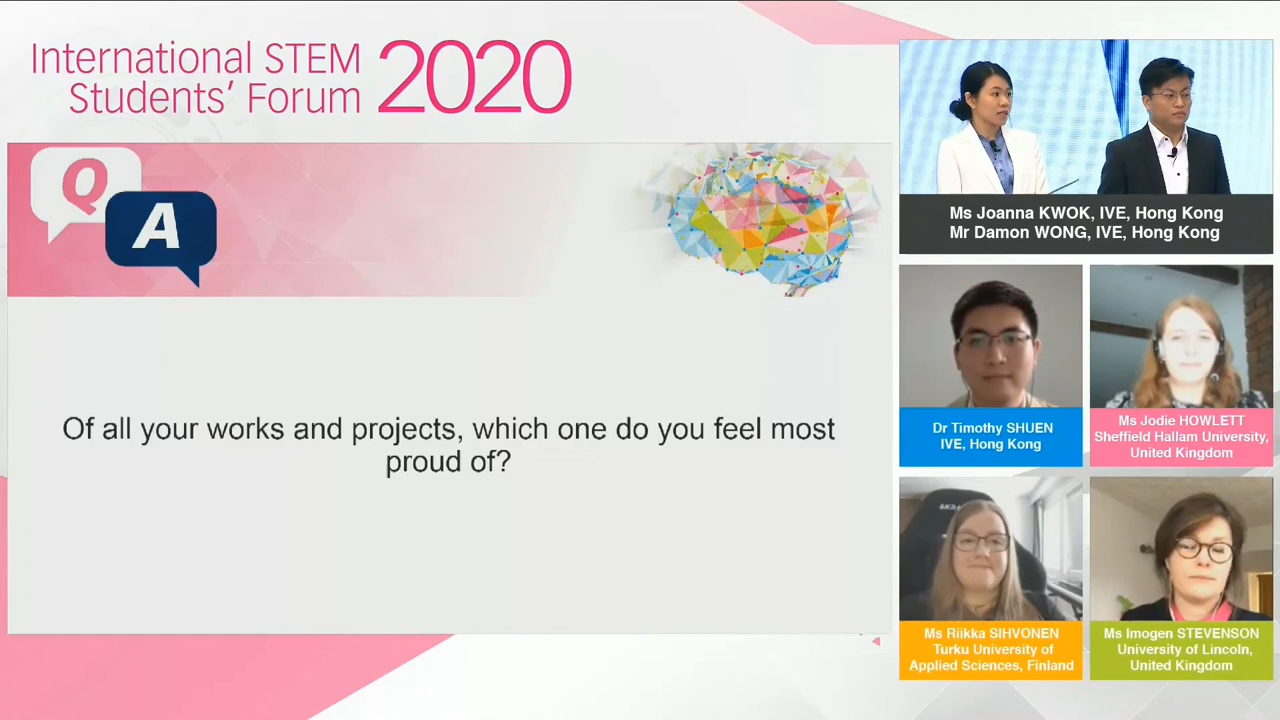 International STEM
Students' Forum
2020
Q
A
Of all your works and projects, which one do you feel most
proud of?
Ms Joanna KWOK, IVE, Hong Kong
Mr Damon WONG, IVE, Hong Kong
Dr Timothy SHUEN
IVE, Hong Kong
Ms Jodie HOWLETT
Sheffield Hallam University,
United Kingdom
Ms Riikka SIHVONEN
Turku University of
Applied Sciences, Finland
Ms Imogen STEVENSON
University of Lincoln,
United Kingdom